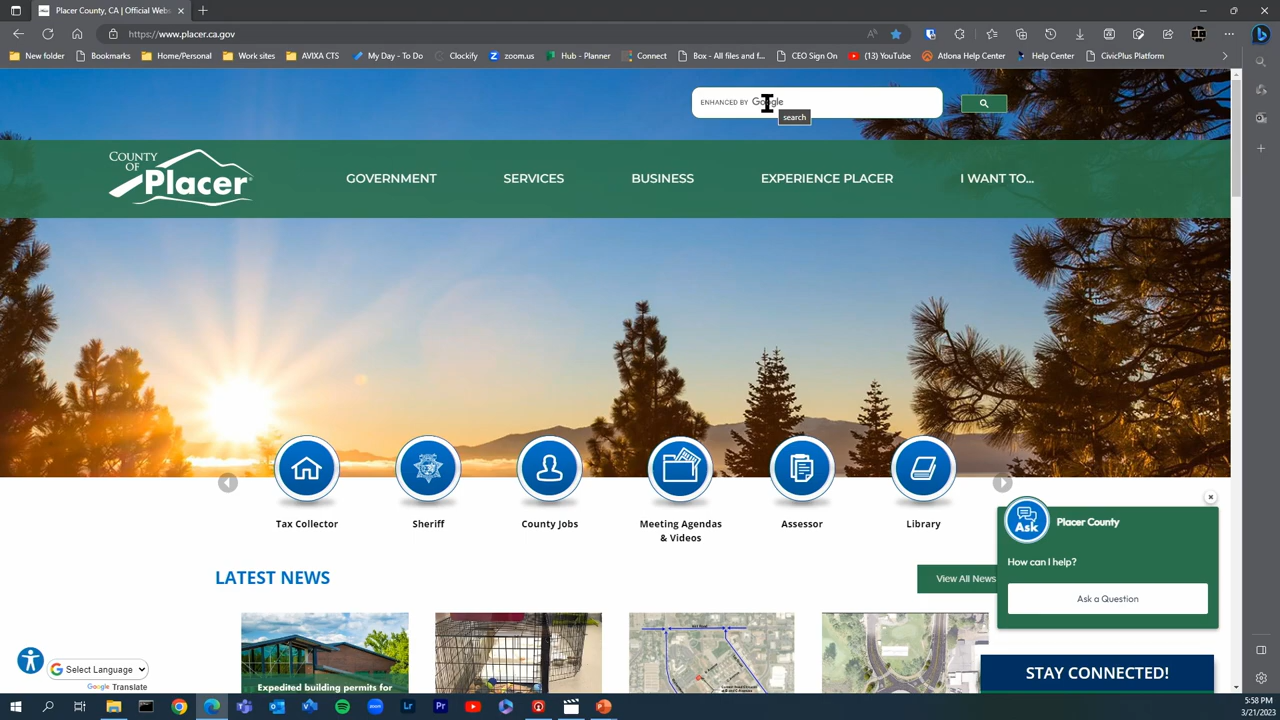 Placer County, CA | Official Webs
https://www.placer.ca.gov
New folder
Bookmarks
Home/Personal
Work sites
AVIXA CTS
My Day - To Do
Clockify
zoom.us
Hub - Planner
Connect
Box - All files and f...
CEO Sign On
(13) YouTube
Atlona Help Center
Help Center
CivicPlus Platform
ENHANCED BY Google
search
COUNTY OF Placer
GOVERNMENT
SERVICES
BUSINESS
EXPERIENCE PLACER
I WANT TO...
Tax Collector
Sheriff
County Jobs
Meeting Agendas
& Videos
Assessor
Library
Ask
Placer County
How can I help?
Ask a Question
LATEST NEWS
View All News
Expedited building permits for
STAY CONNECTED!
Select Language
Google Translate
5:58 PM
3/21/2023